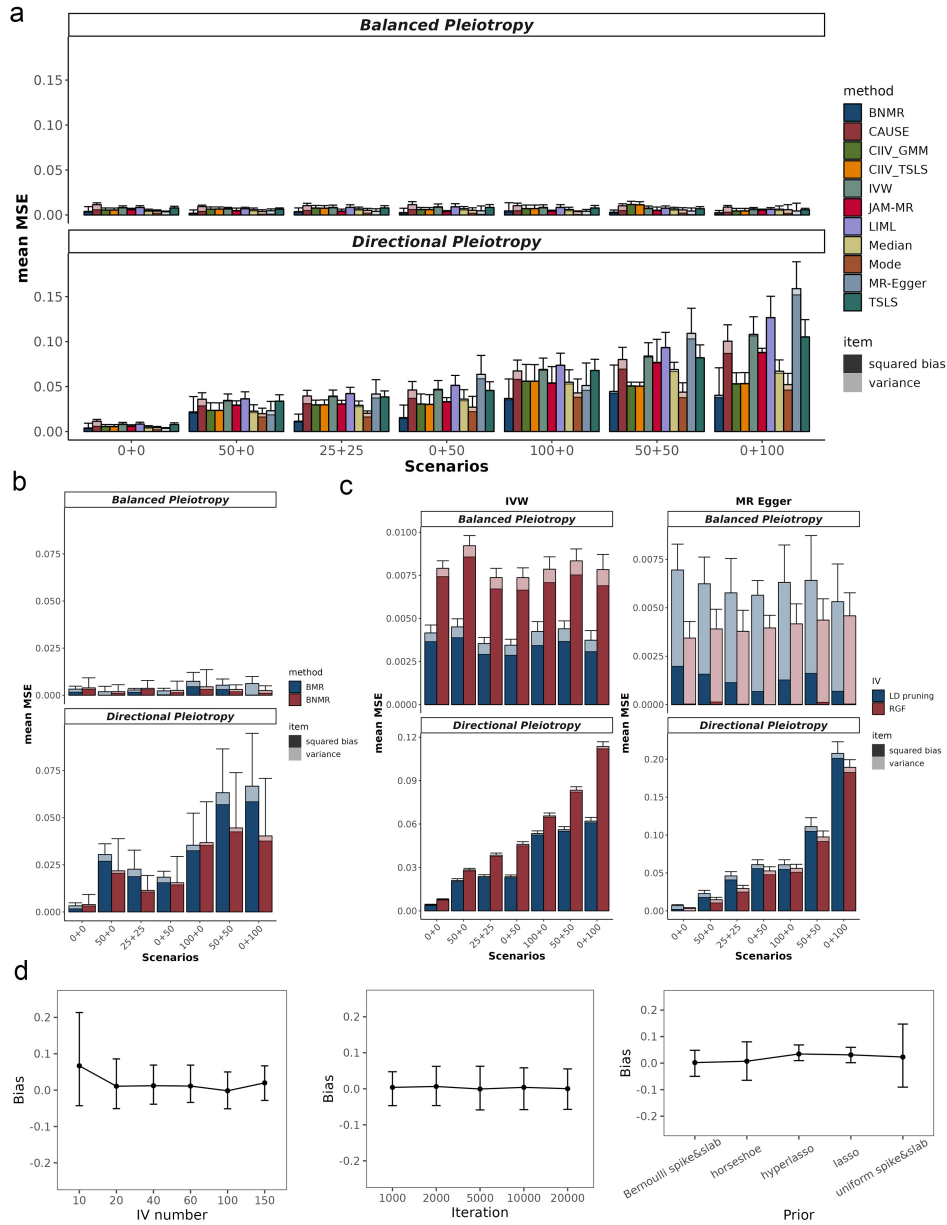 a
Balanced Pleiotropy
0.15
0.10
0.05
0.00
Directional Pleiotropy
0.15
0.10
0.05
0.00
mean MSE
0+0 50+0 25+25 0+50 100+0 50+50 0+100
Scenarios
method
BNMR
CAUSE
CIIV_GMM
CIIV_TSLS
IVW
JAM-MR
LIML
Median
Mode
MR-Egger
TSLS
item
squared bias
variance
b
Balanced Pleiotropy
0.075
0.050
0.025
0.000
Directional Pleiotropy
0.075
0.050
0.025
0.000
mean MSE
0+0 50+0 25+25 0+50 100+0 50+50 0+100
Scenarios
method
BMR
BNMR
item
squared bias
variance
c
IVW
Balanced Pleiotropy
0.0100
0.0075
0.0050
0.0025
0.0000
Directional Pleiotropy
0.12
0.09
0.06
0.03
0.00
mean MSE
0+0 50+0 25+25 0+50 100+0 50+50 0+100
Scenarios
MR Egger
Balanced Pleiotropy
0.0075
0.0050
0.0025
0.0000
Directional Pleiotropy
0.20
0.15
0.10
0.05
0.00
mean MSE
0+0 50+0 25+25 0+50 100+0 50+50 0+100
Scenarios
IV
LD pruning
RGF
item
squared bias
variance
d
0.2
0.1
0.0
-0.1
-0.2
Bias
10 20 40 60 100 150
IV number
0.2
0.1
0.0
-0.1
-0.2
Bias
1000 2000 5000 10000 20000
Iteration
0.2
0.1
0.0
-0.1
-0.2
Bias
Bernoulli spike&slab horseshoe hyperlasso lasso uniform spike&slab
Prior